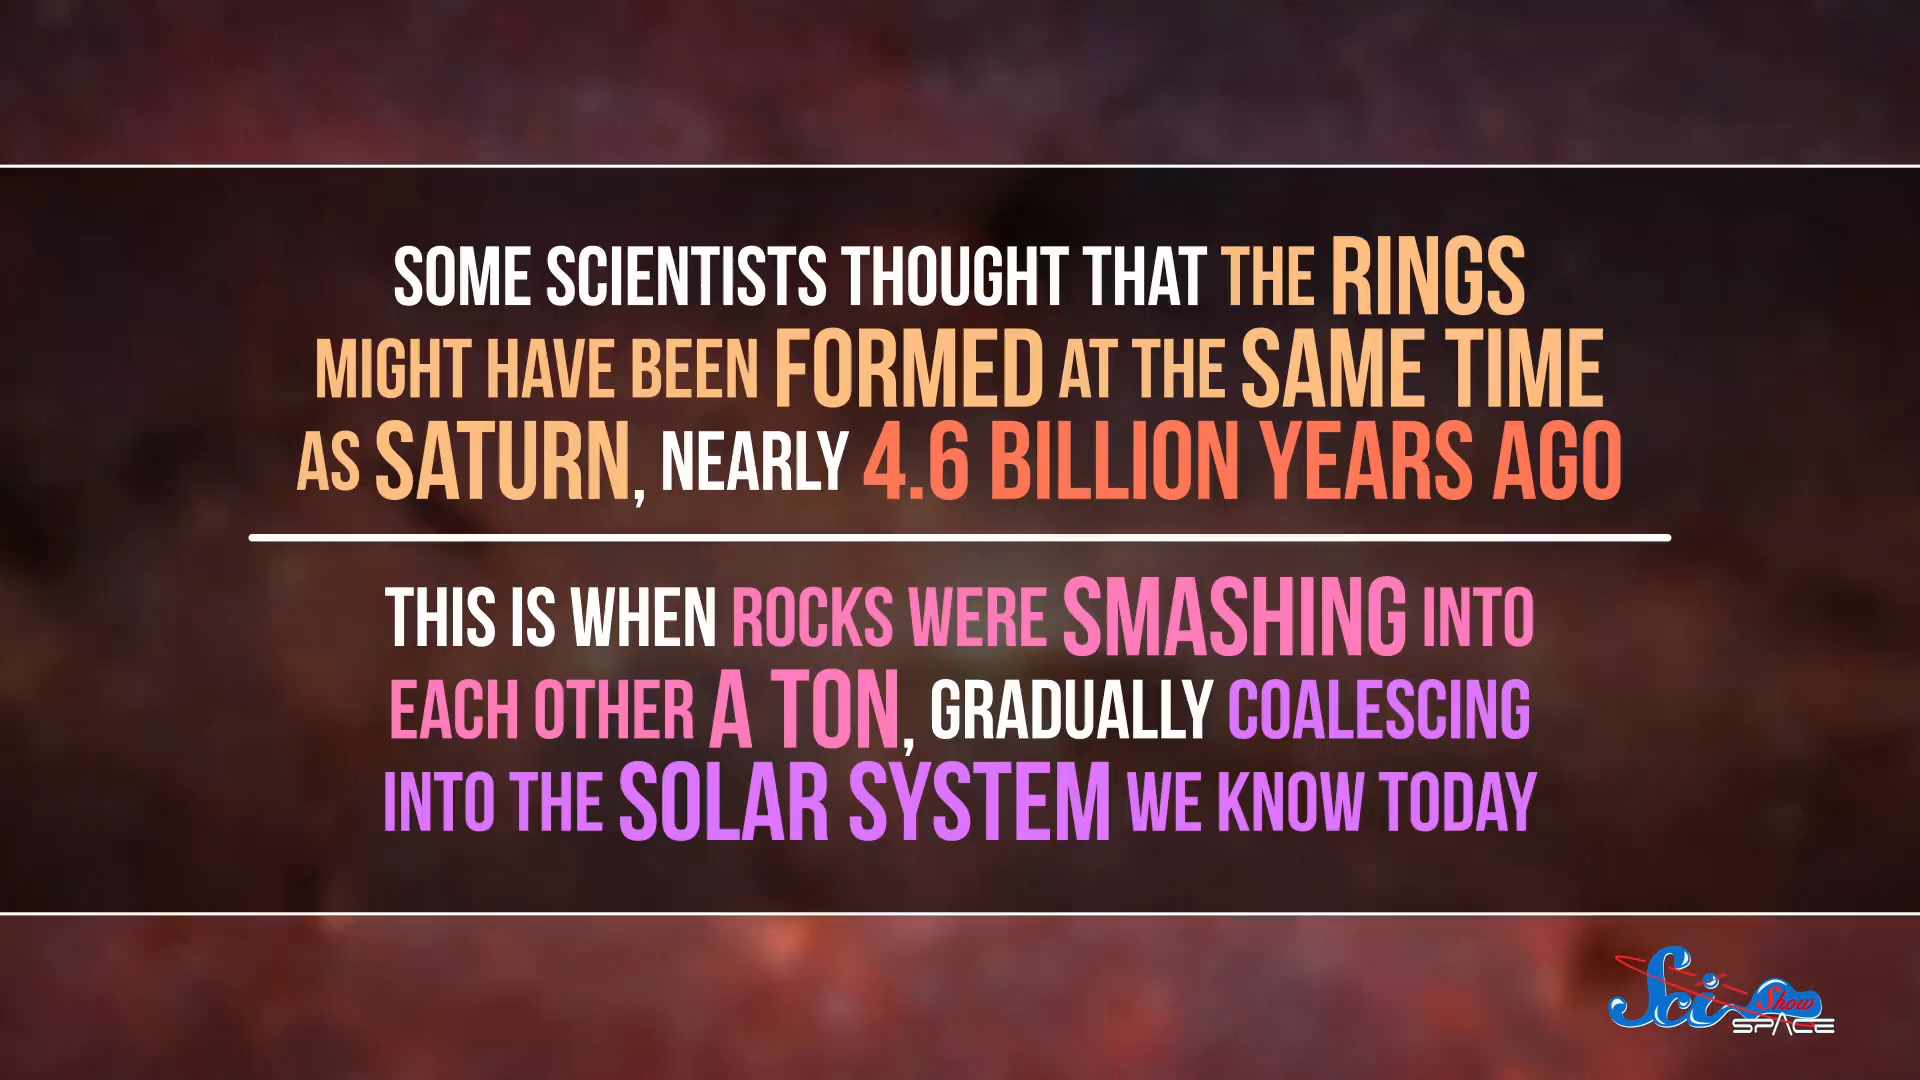 SOME SCIENTISTS THOUGHT THAT THE RINGS
MIGHT HAVE BEEN FORMED AT THE SAME TIME
AS SATURN, NEARLY 4.6 BILLION YEARS AGO
THIS IS WHEN ROCKS WERE SMASHING INTO
EACH OTHER A TON, GRADUALLY COALESCING
INTO THE SOLAR SYSTEM WE KNOW TODAY
Sci Show
SPACE